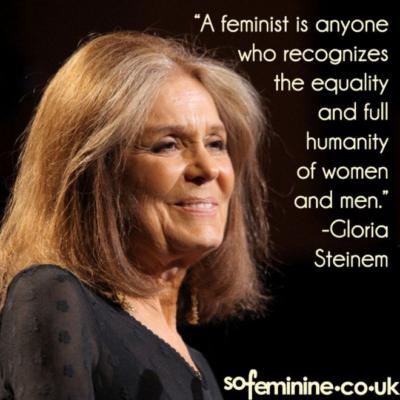 “A feminist is anyone
who recognizes
the equality
and full
humanity
of women
and men.”
-Gloria
Steinem
sofeminine.co.uk